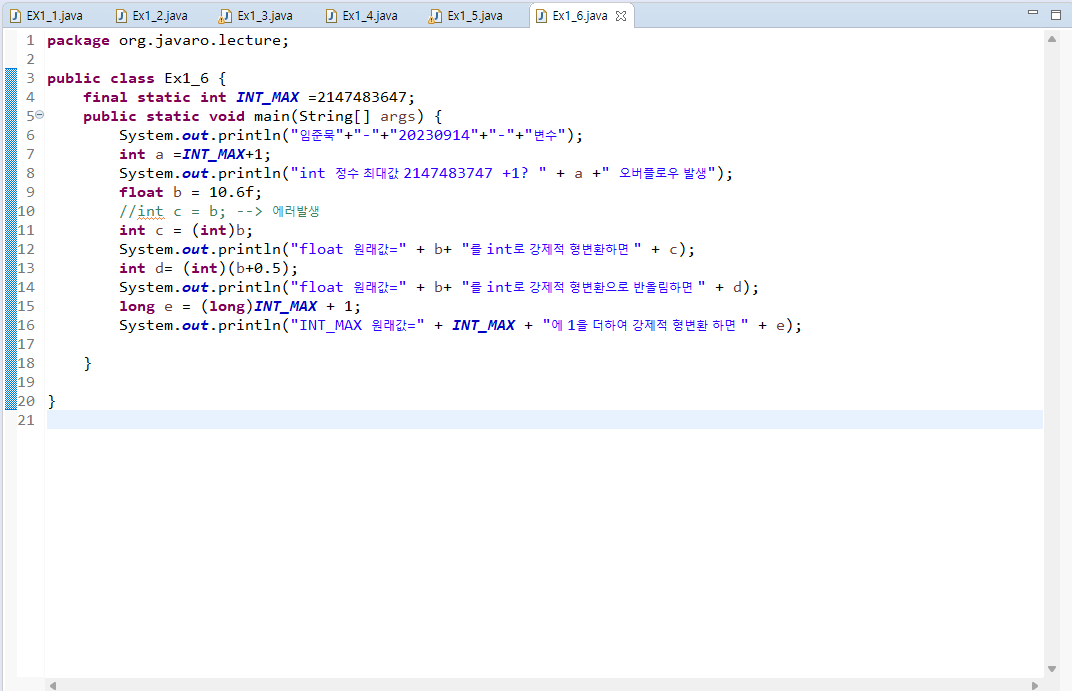 EX1_1.java Ex1_2.java Ex1_3.java Ex1_4.java Ex1_5.java Ex1_6.java
1 package org.javaro.lecture;
2
3 public class Ex1_6 {
4 final static int INT_MAX =2147483647;
5 public static void main(String[] args) {
6 System.out.println("임준묵"+"-"+"20230914"+"-"+"변수");
7 int a =INT_MAX+1;
8 System.out.println("int 정수 최대값 2147483747 +1? " + a +" 오버플로우 발생");
9 float b = 10.6f;
10 //int c = b; --> 에러발생
11 int c = (int)b;
12 System.out.println("float 원래값=" + b+ "를 int로 강제적 형변환하면 " + c);
13 int d= (int)(b+0.5);
14 System.out.println("float 원래값=" + b+ "를 int로 강제적 형변환으로 반올림하면 " + d);
15 long e = (long)INT_MAX + 1;
16 System.out.println("INT_MAX 원래값=" + INT_MAX + "에 1을 더하여 강제적 형변환 하면 " + e);
17
18 }
19
20 }
21